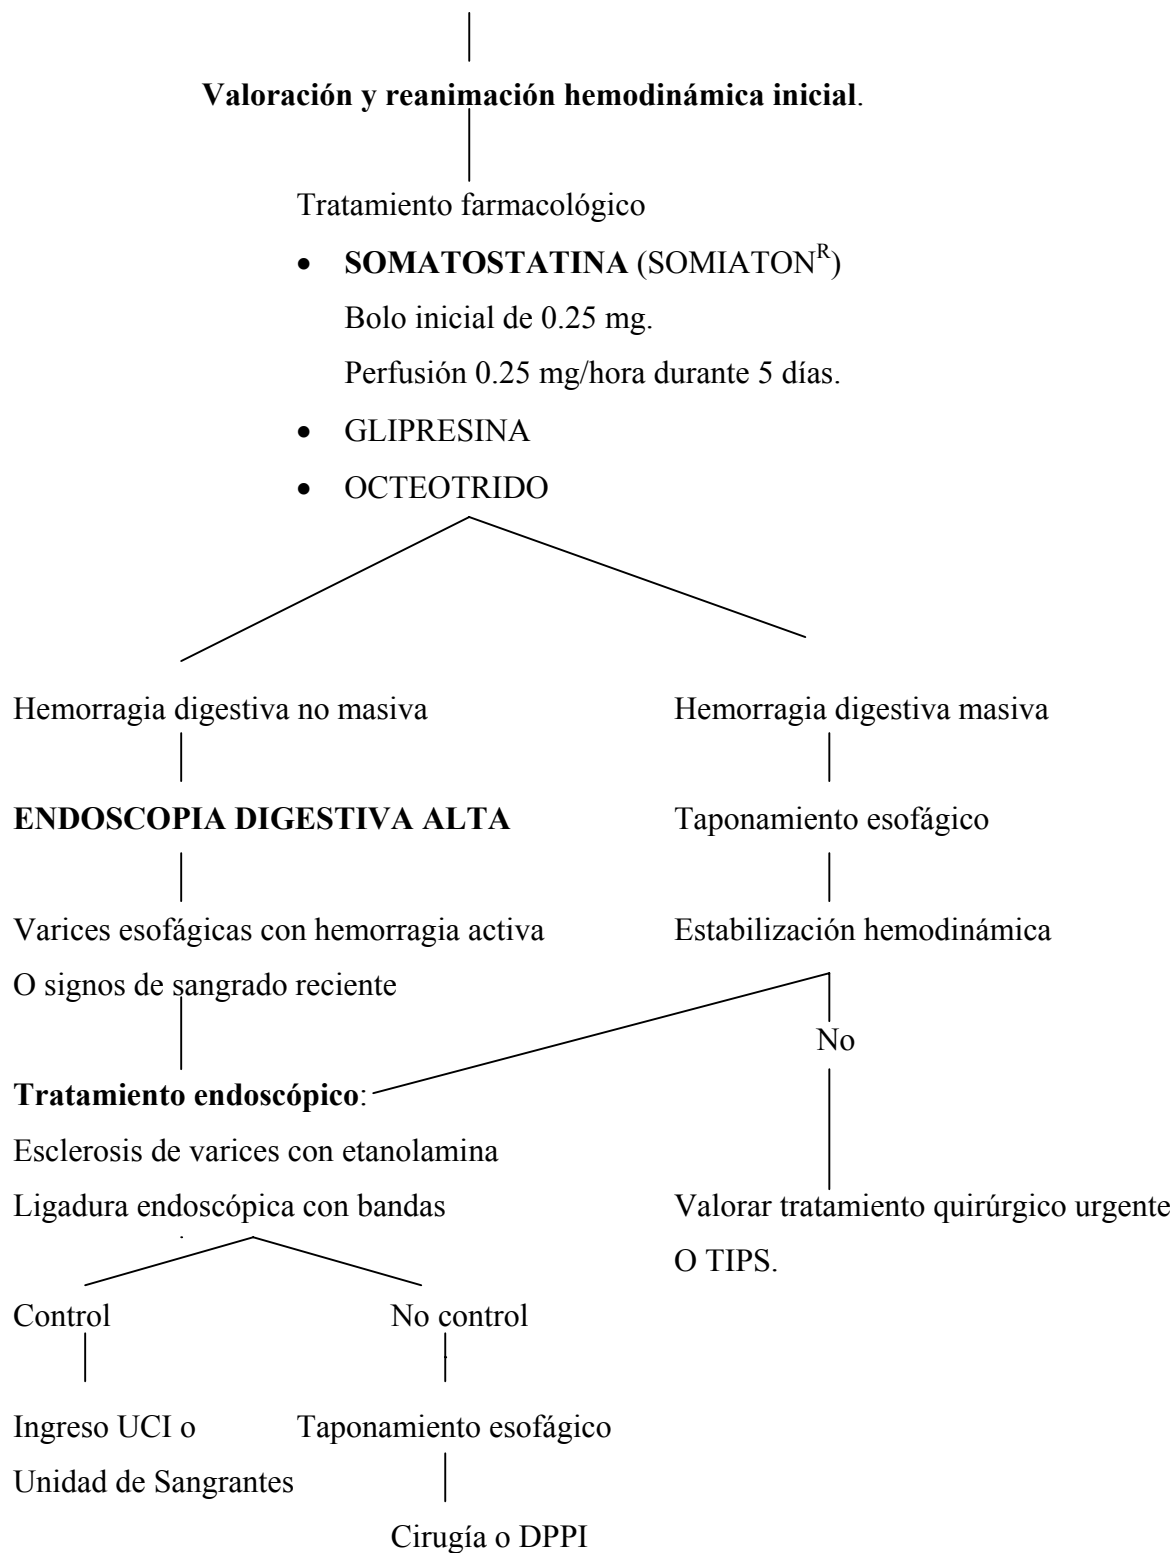 Valoración y reanimación hemodinámica inicial.
Tratamiento farmacológico
• SOMATOSTATINA (SOMIATON^R)
Bolo inicial de 0.25 mg.
Perfusión 0.25 mg/hora durante 5 días.
• GLIPRESINA
• OCTEOTRIDO
Hemorragia digestiva no masiva
Hemorragia digestiva masiva
ENDOSCOPIA DIGESTIVA ALTA
Taponamiento esofágico
Varices esofágicas con hemorragia activa
Estabilización hemodinámica
O signos de sangrado reciente
No
Tratamiento endoscópico:
Esclerosis de varices con etanolamina
Ligadura endoscópica con bandas
Valorar tratamiento quirúrgico urgente
O TIPS.
Control
No control
Ingreso UCI o
Taponamiento esofágico
Unidad de Sangrantes
Cirugía o DPPI